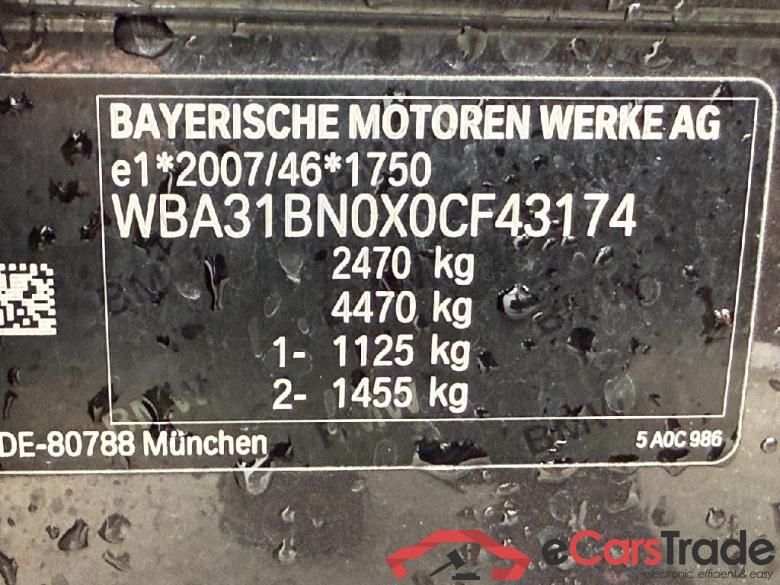 BAYERISCHE MOTOREN WERKE AG
e1*2007/46*1750
WBA31BN0X0CF43174
2470 kg
4470 kg
1- 1125 kg
2- 1455 kg
DE-80788 München
5 A0C 986
eCarsTrade
electronic, efficient & easy